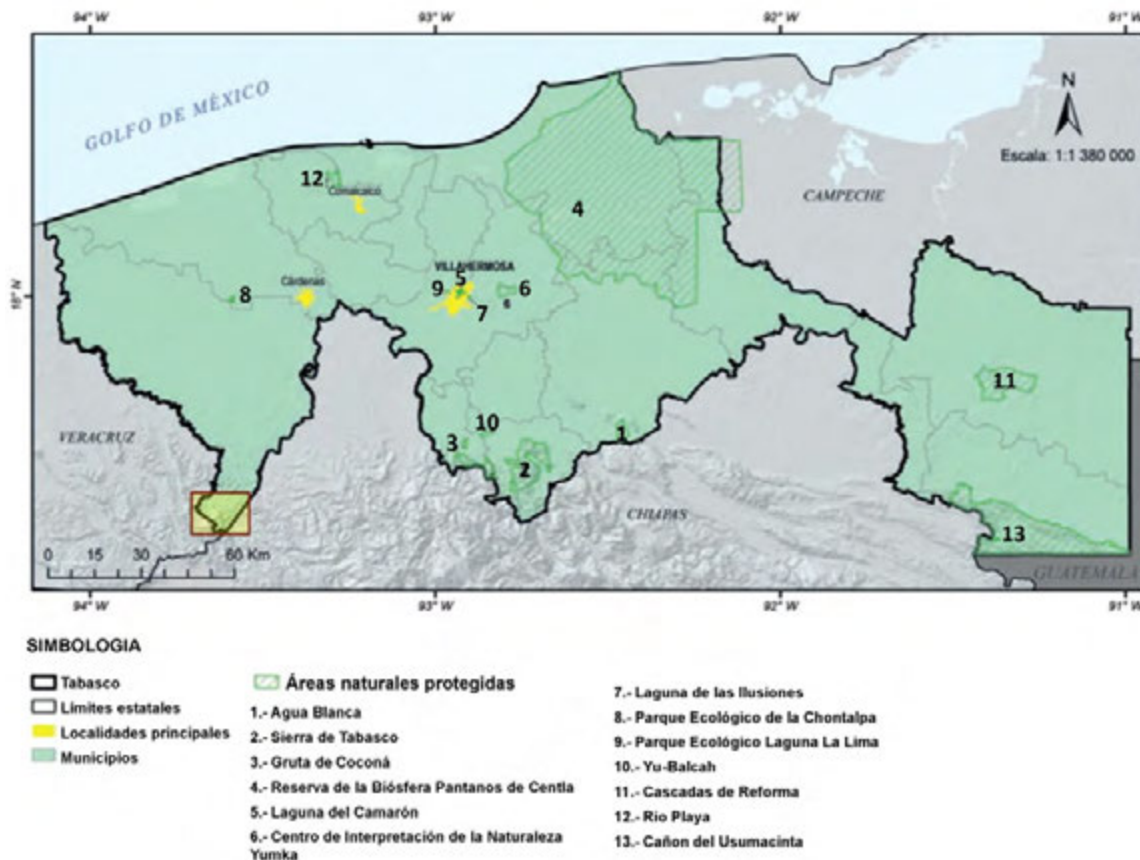 94° W 93° W 92° W 91° W
GOLFO DE MÉXICO
N
Escala: 1:1 380 000
CAMPECHE
12
Comalcalco
4
VILLAHERMOSA
18° N
18° N
8
Cárdenas
9
5
7
6
6
11
10
3
1
2
VERACRUZ
CHIAPAS
13
0 15 30 60 Km
GUATEMALA
94° W 93° W 92° W 91° W
SIMBOLOGIA
Tabasco
Límites estatales
Localidades principales
Municipios
Áreas naturales protegidas
1.- Agua Blanca
2.- Sierra de Tabasco
3.- Gruta de Coconá
4.- Reserva de la Biósfera Pantanos de Centla
5.- Laguna del Camarón
6.- Centro de Interpretación de la Naturaleza
Yumka
7.- Laguna de las Ilusiones
8.- Parque Ecológico de la Chontalpa
9.- Parque Ecológico Laguna La Lima
10.- Yu-Balcah
11.- Cascadas de Reforma
12.- Rio Playa
13.- Cañon del Usumacinta